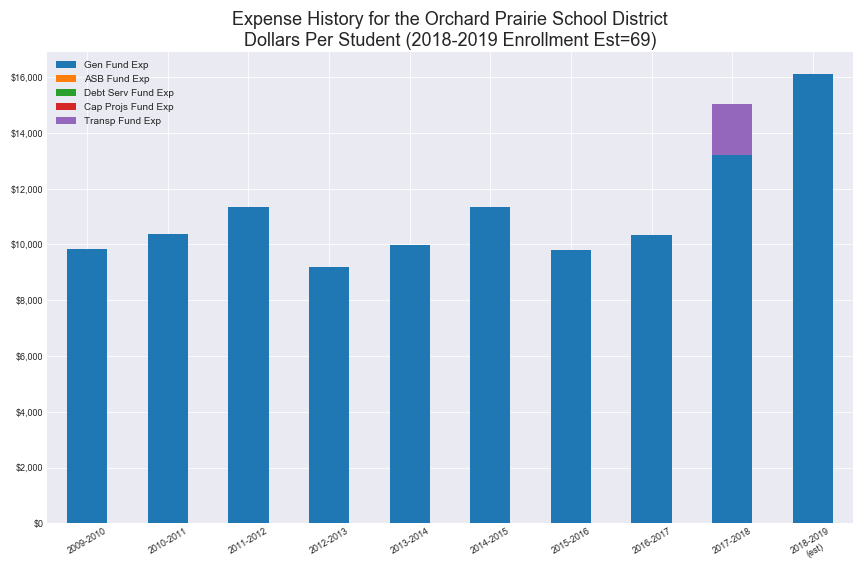 Expense History for the Orchard Prairie School District
Dollars Per Student (2018-2019 Enrollment Est=69)
Gen Fund Exp
ASB Fund Exp
Debt Serv Fund Exp
Cap Projs Fund Exp
Transp Fund Exp
$16,000
$14,000
$12,000
$10,000
$8,000
$6,000
$4,000
$2,000
$0
2009-2010
2010-2011
2011-2012
2012-2013
2013-2014
2014-2015
2015-2016
2016-2017
2017-2018
2018-2019
(est)